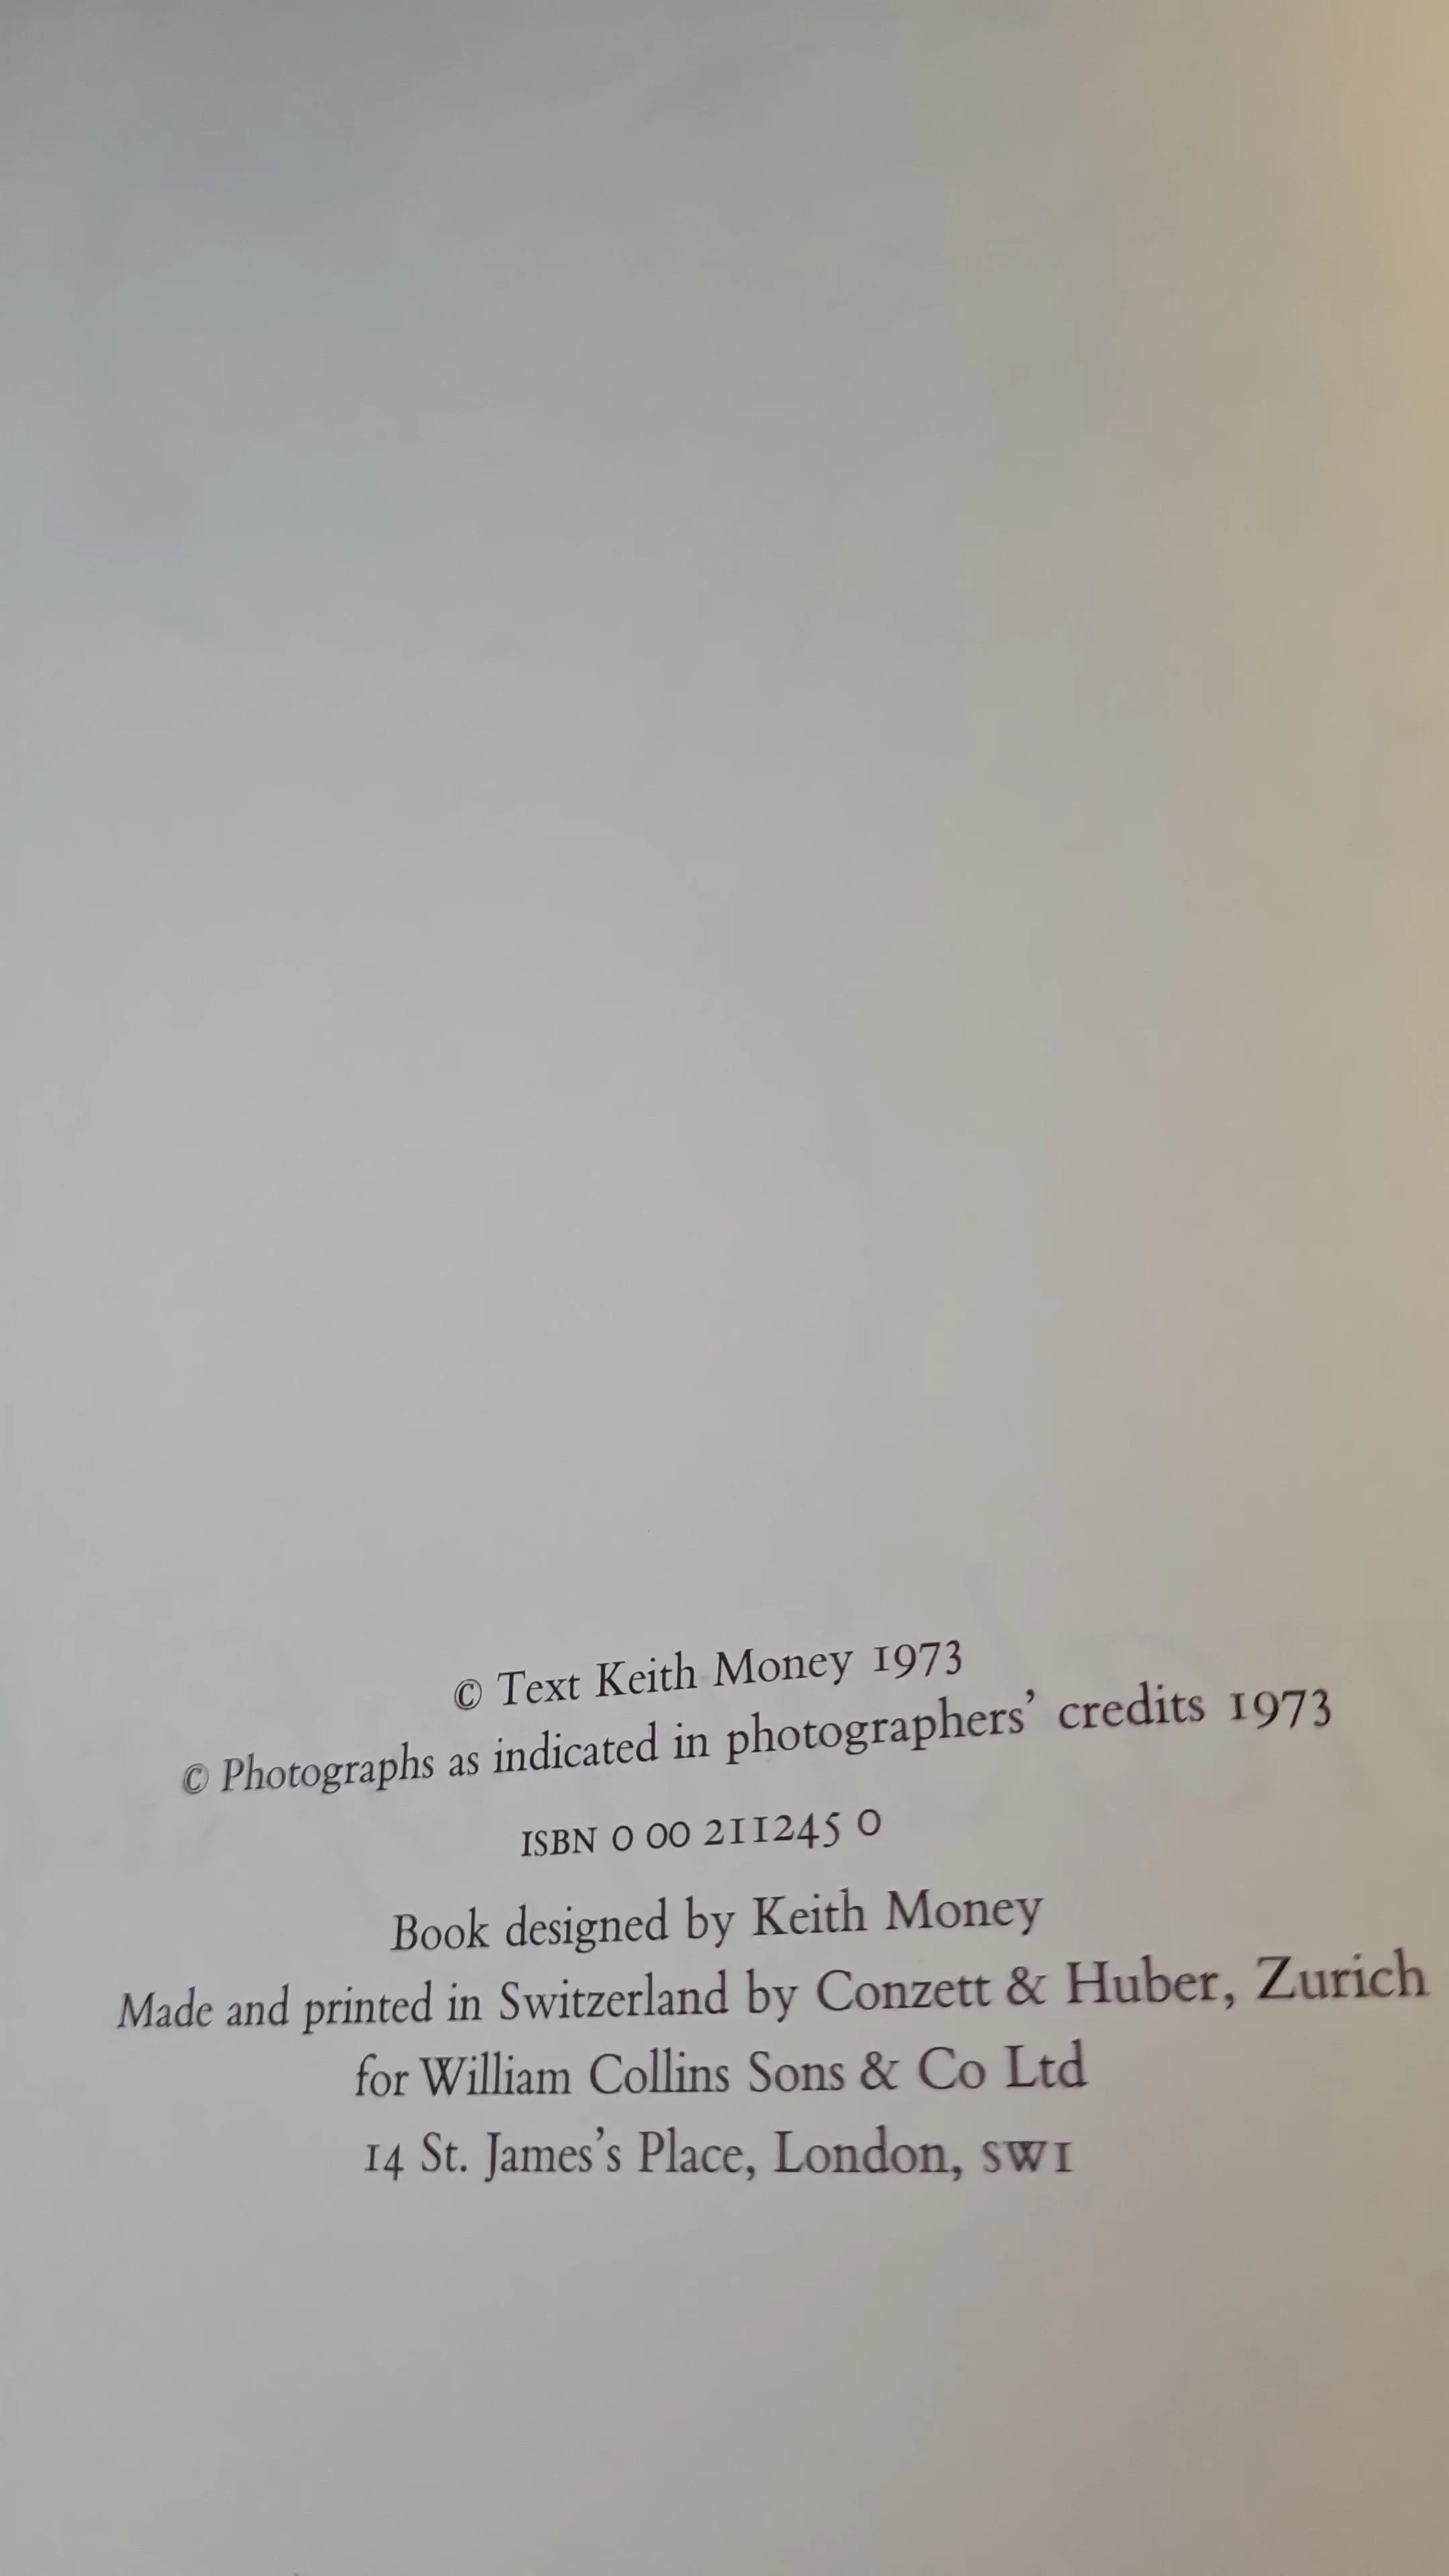 © Text Keith Money 1973
© Photographs as indicated in photographers’ credits 1973
ISBN 0 00 211245 0
Book designed by Keith Money
Made and printed in Switzerland by Conzett & Huber, Zurich
for William Collins Sons & Co Ltd
14 St. James’s Place, London, SW1